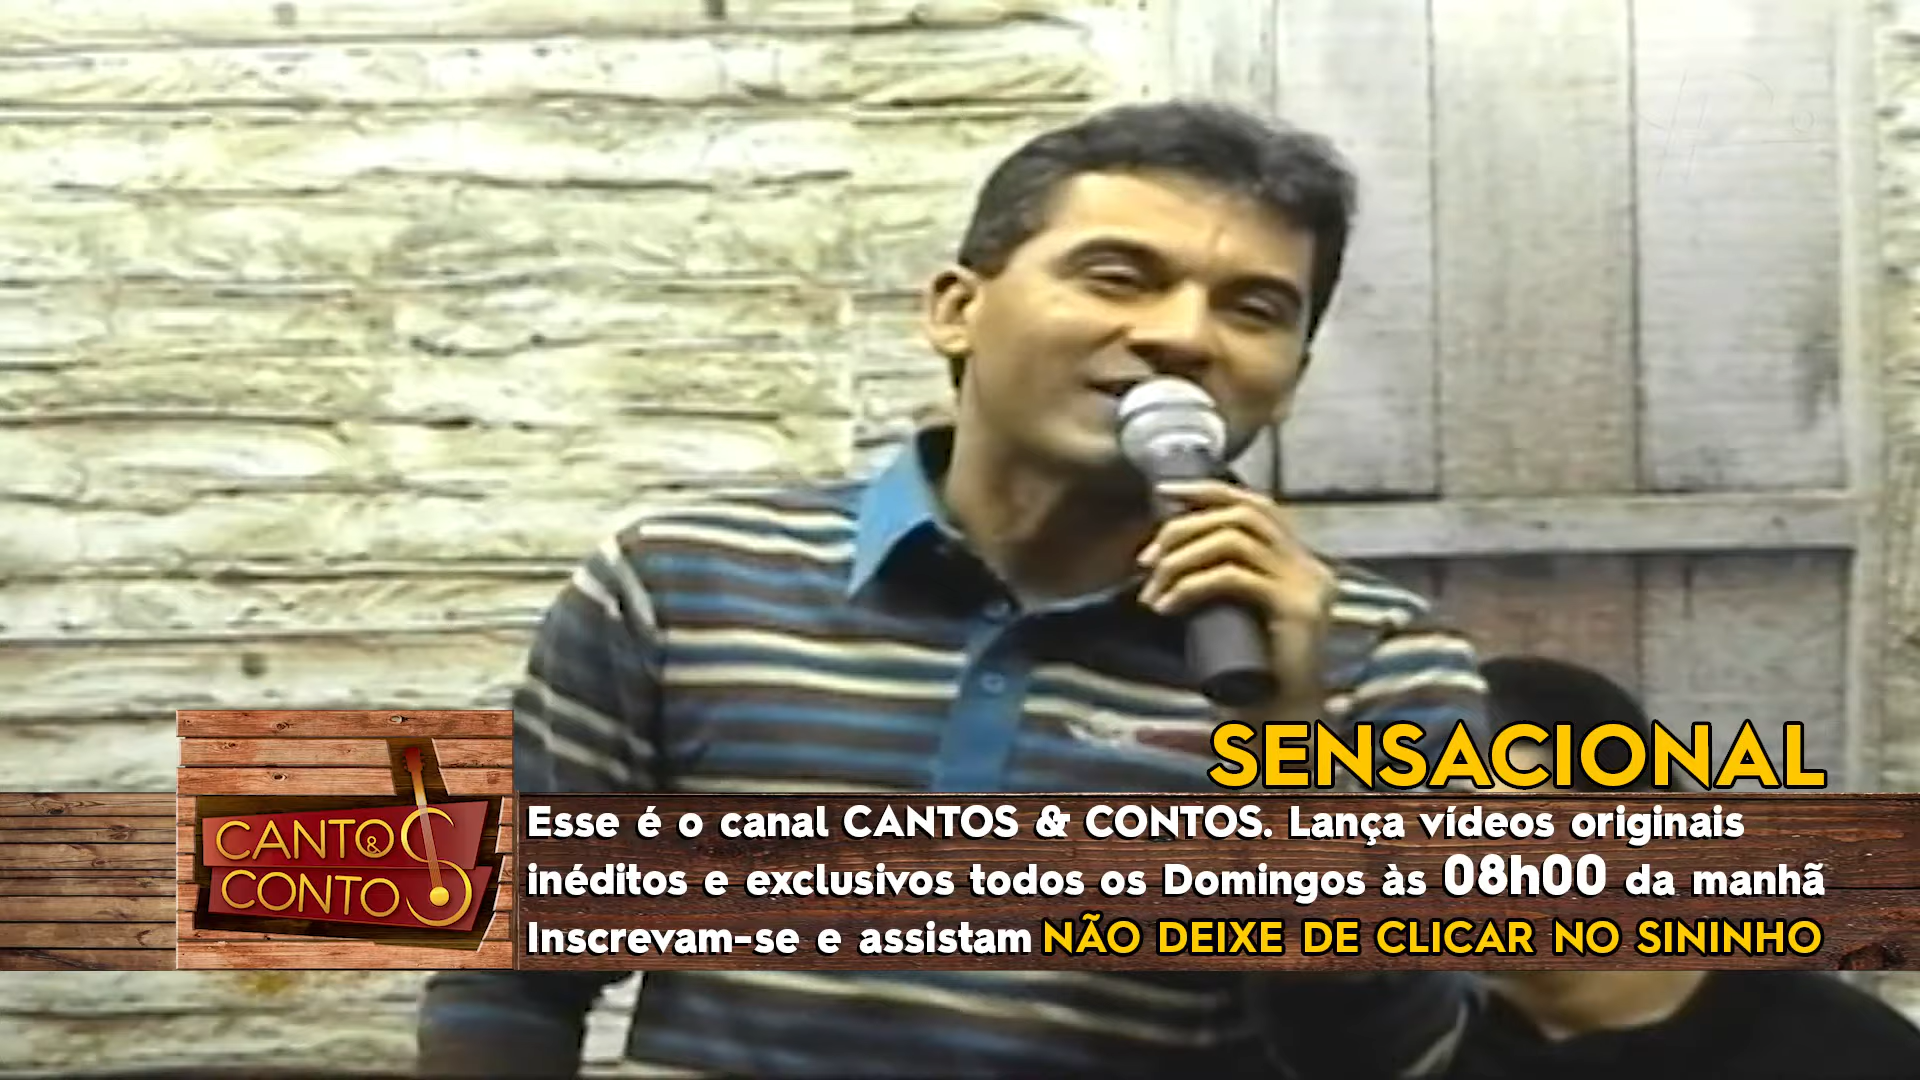 SENSACIONAL
Esse é o canal CANTOS & CONTOS. Lança vídeos originais
inéditos e exclusivos todos os Domingos às 08h00 da manhã
Inscrevam-se e assistam NÃO DEIXE DE CLICAR NO SININHO
CANTOS
&
CONTOS